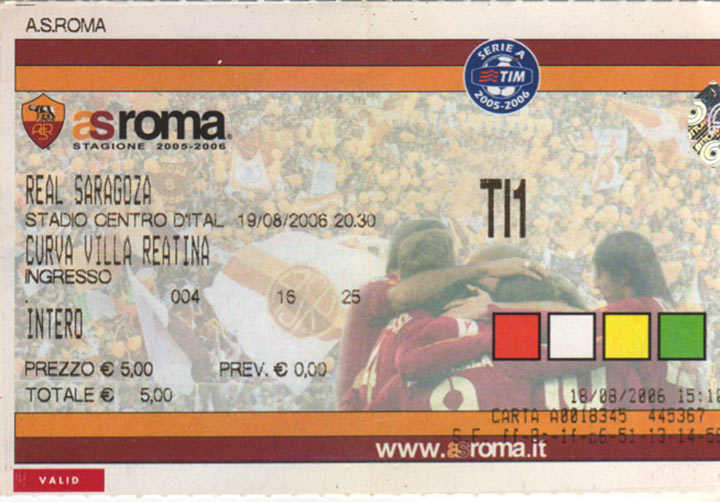 A.S.ROMA
SERIE A
TIM
2005-2006
asroma
STAGIONE 2005-2006
REAL SARAGOZA
STADIO CENTRO D'ITAL 19/08/2006 20.30
TI1
CURVA VILLA REATINA
INGRESSO
. 004 16 25
INTERO
PREZZO € 5,00 PREV. € 0,00
TOTALE € 5,00
18/08/2006 15:10
CARTA A0018345 445367
www.asroma.it
VALID